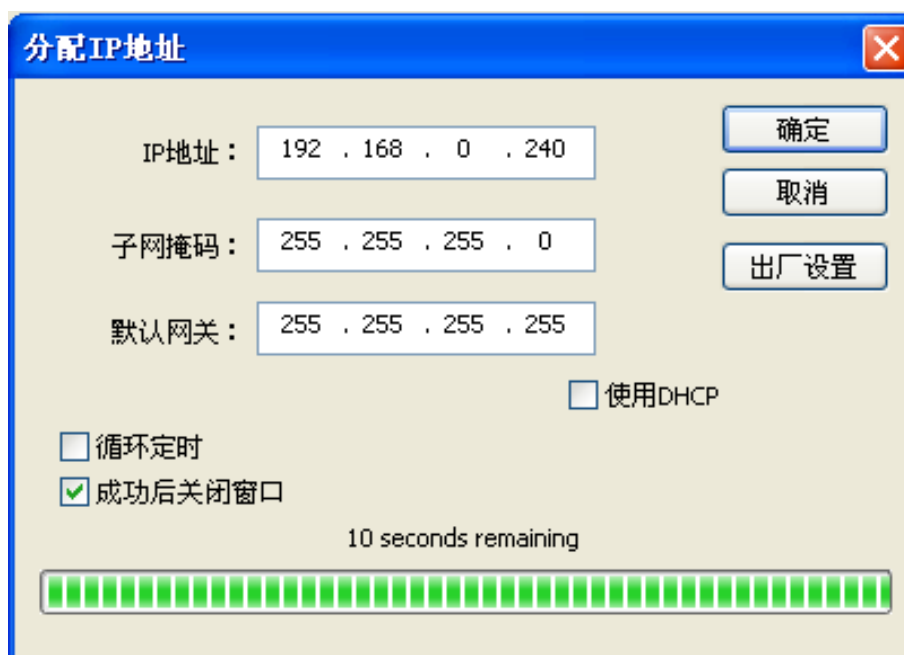 分配IP地址
IP地址： 192 . 168 . 0 . 240
确定
取消
子网掩码： 255 . 255 . 255 . 0
出厂设置
默认网关： 255 . 255 . 255 . 255
使用DHCP
循环定时
成功后关闭窗口
10 seconds remaining